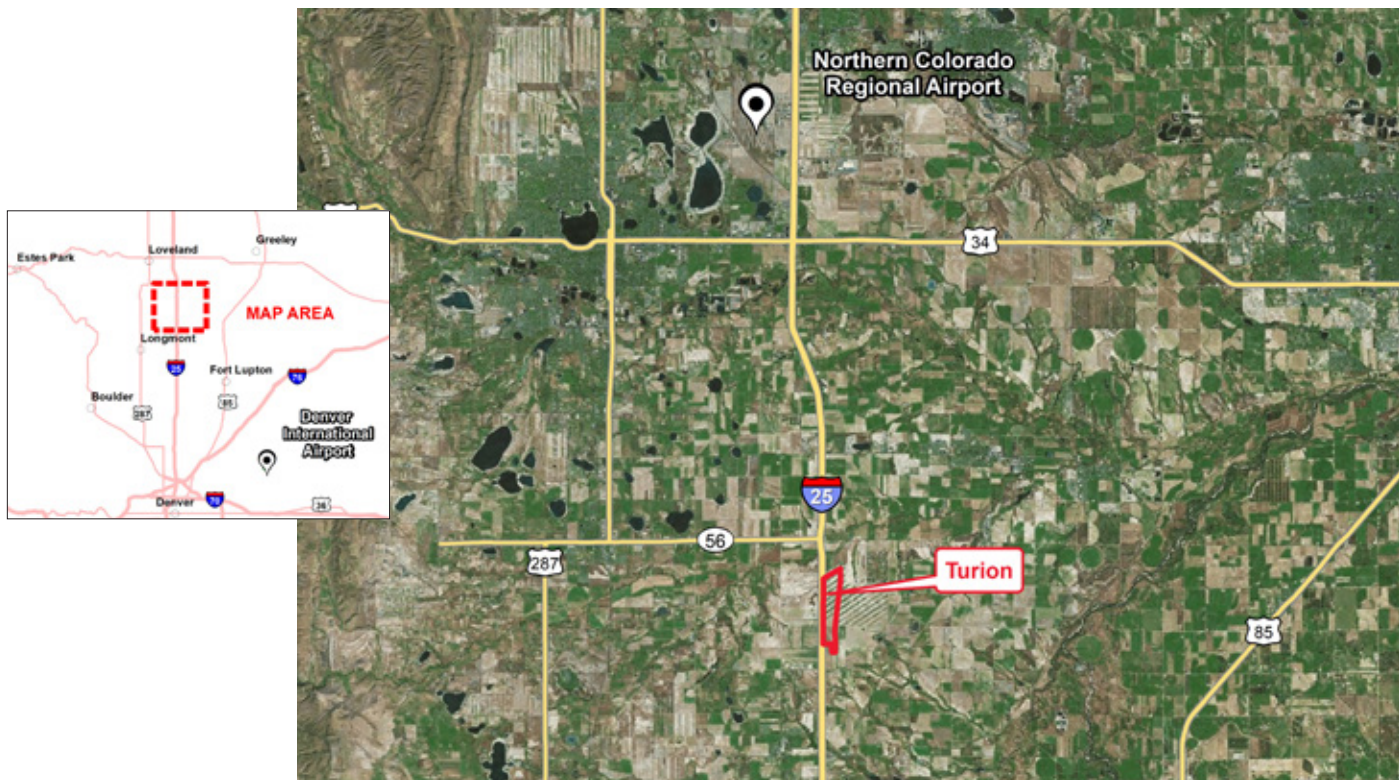 Northern Colorado
Regional Airport
34
25
56
287
Turion
85
Estes Park
Loveland
Greeley
MAP AREA
Longmont
25
Fort Lupton
76
Boulder
287
85
Denver
International
Airport
Denver
70
36